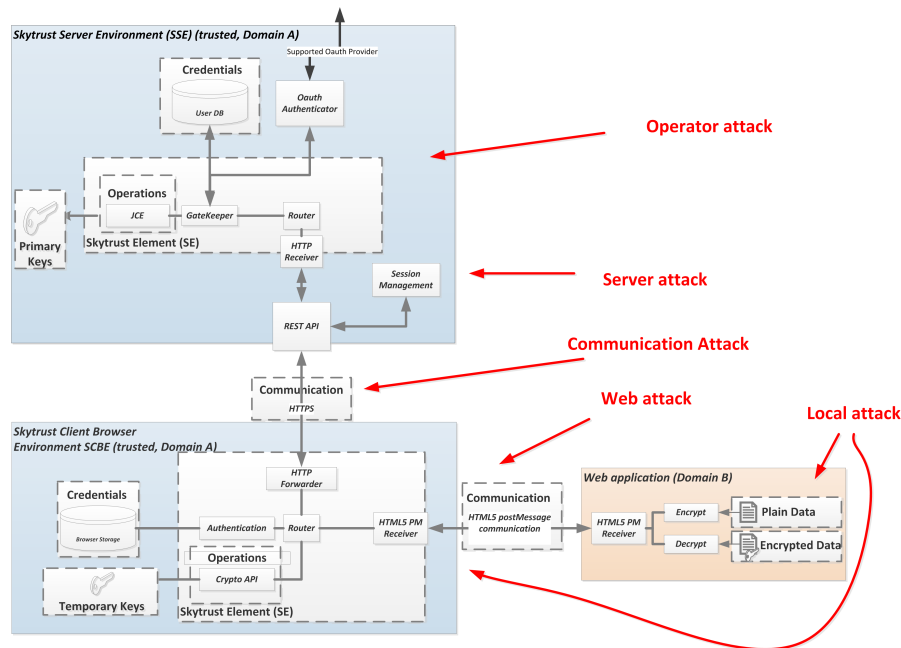 Skytrust Server Environment (SSE) (trusted, Domain A)
Supported Oauth Provider
Credentials
User DB
Oauth
Authenticator
Operator attack
Operations
JCE
GateKeeper
Router
Skytrust Element (SE)
HTTP
Receiver
Primary
Keys
Session
Management
Server attack
REST API
Communication Attack
Communication
HTTPS
Web attack
Local attack
Skytrust Client Browser
Environment SCBE (trusted, Domain A)
HTTP
Forwarder
Credentials
Browser Storage
Authentication
Router
HTML5 PM
Receiver
Operations
Crypto API
Temporary Keys
Skytrust Element (SE)
Communication
HTML5 postMessage
communication
Web application (Domain B)
HTML5 PM
Receiver
Encrypt
Plain Data
Decrypt
Encrypted Data